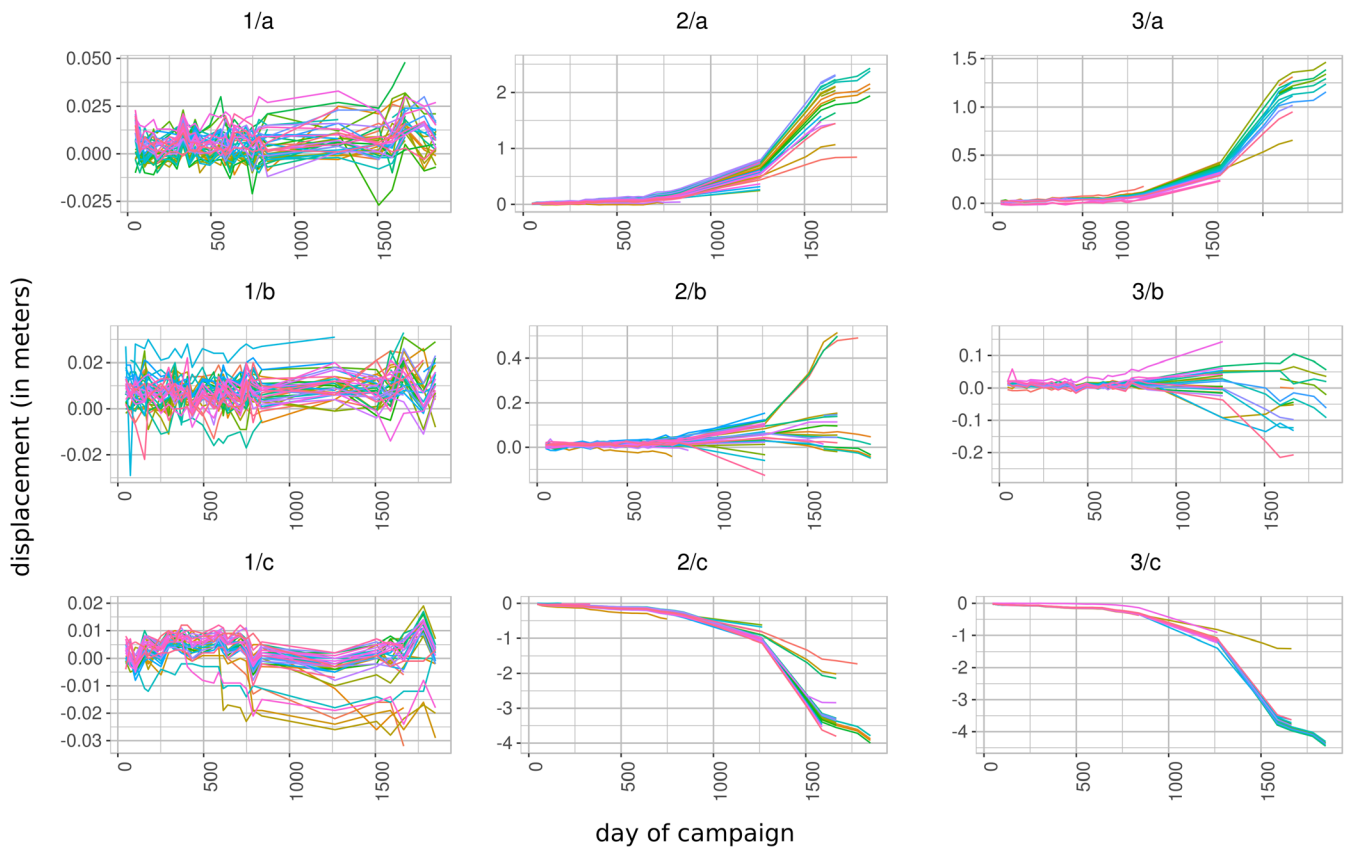 1/a 2/a 3/a
0.050 0.025 0.000 -0.025
2 1 0
1.5 1.0 0.5 0.0
0 500 1000 1500
0 500 1000 1500
0 500 1000 1500
1/b 2/b 3/b
0.02 0.00 -0.02
0.4 0.2 0.0
0.1 0.0 -0.1 -0.2
0 500 1000 1500
0 500 1000 1500
0 500 1000 1500
displacement (in meters)
1/c 2/c 3/c
0.02 0.01 0.00 -0.01 -0.02 -0.03
0 -1 -2 -3 -4
0 -1 -2 -3 -4
0 500 1000 1500
0 500 1000 1500
0 500 1000 1500
day of campaign